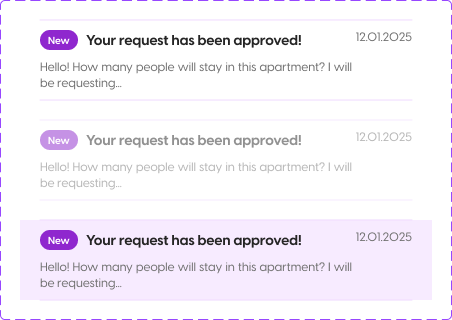 New Your request has been approved! 12.01.2025
Hello! How many people will stay in this apartment? I will
be requesting...
New Your request has been approved! 12.01.2025
Hello! How many people will stay in this apartment? I will
be requesting...
New Your request has been approved! 12.01.2025
Hello! How many people will stay in this apartment? I will
be requesting...